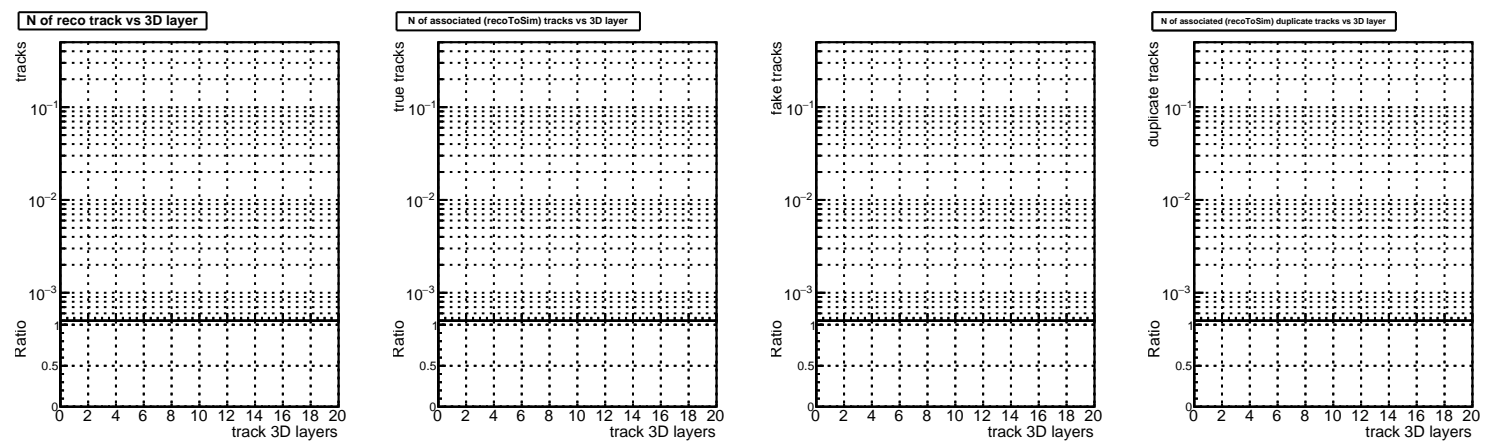 N of reco track vs 3D layer
tracks
10−1
10−2
10−3
Ratio
1
0.5
0
0 2 4 6 8 10 12 14 16 18 20
track 3D layers
N of associated (recoToSim) tracks vs 3D layer
true tracks
10−1
10−2
10−3
Ratio
1
0.5
0
0 2 4 6 8 10 12 14 16 18 20
track 3D layers
fake tracks
10−1
10−2
10−3
Ratio
1
0.5
0
0 2 4 6 8 10 12 14 16 18 20
track 3D layers
N of associated (recoToSim) duplicate tracks vs 3D layer
duplicate tracks
10−1
10−2
10−3
Ratio
1
0.5
0
0 2 4 6 8 10 12 14 16 18 20
track 3D layers